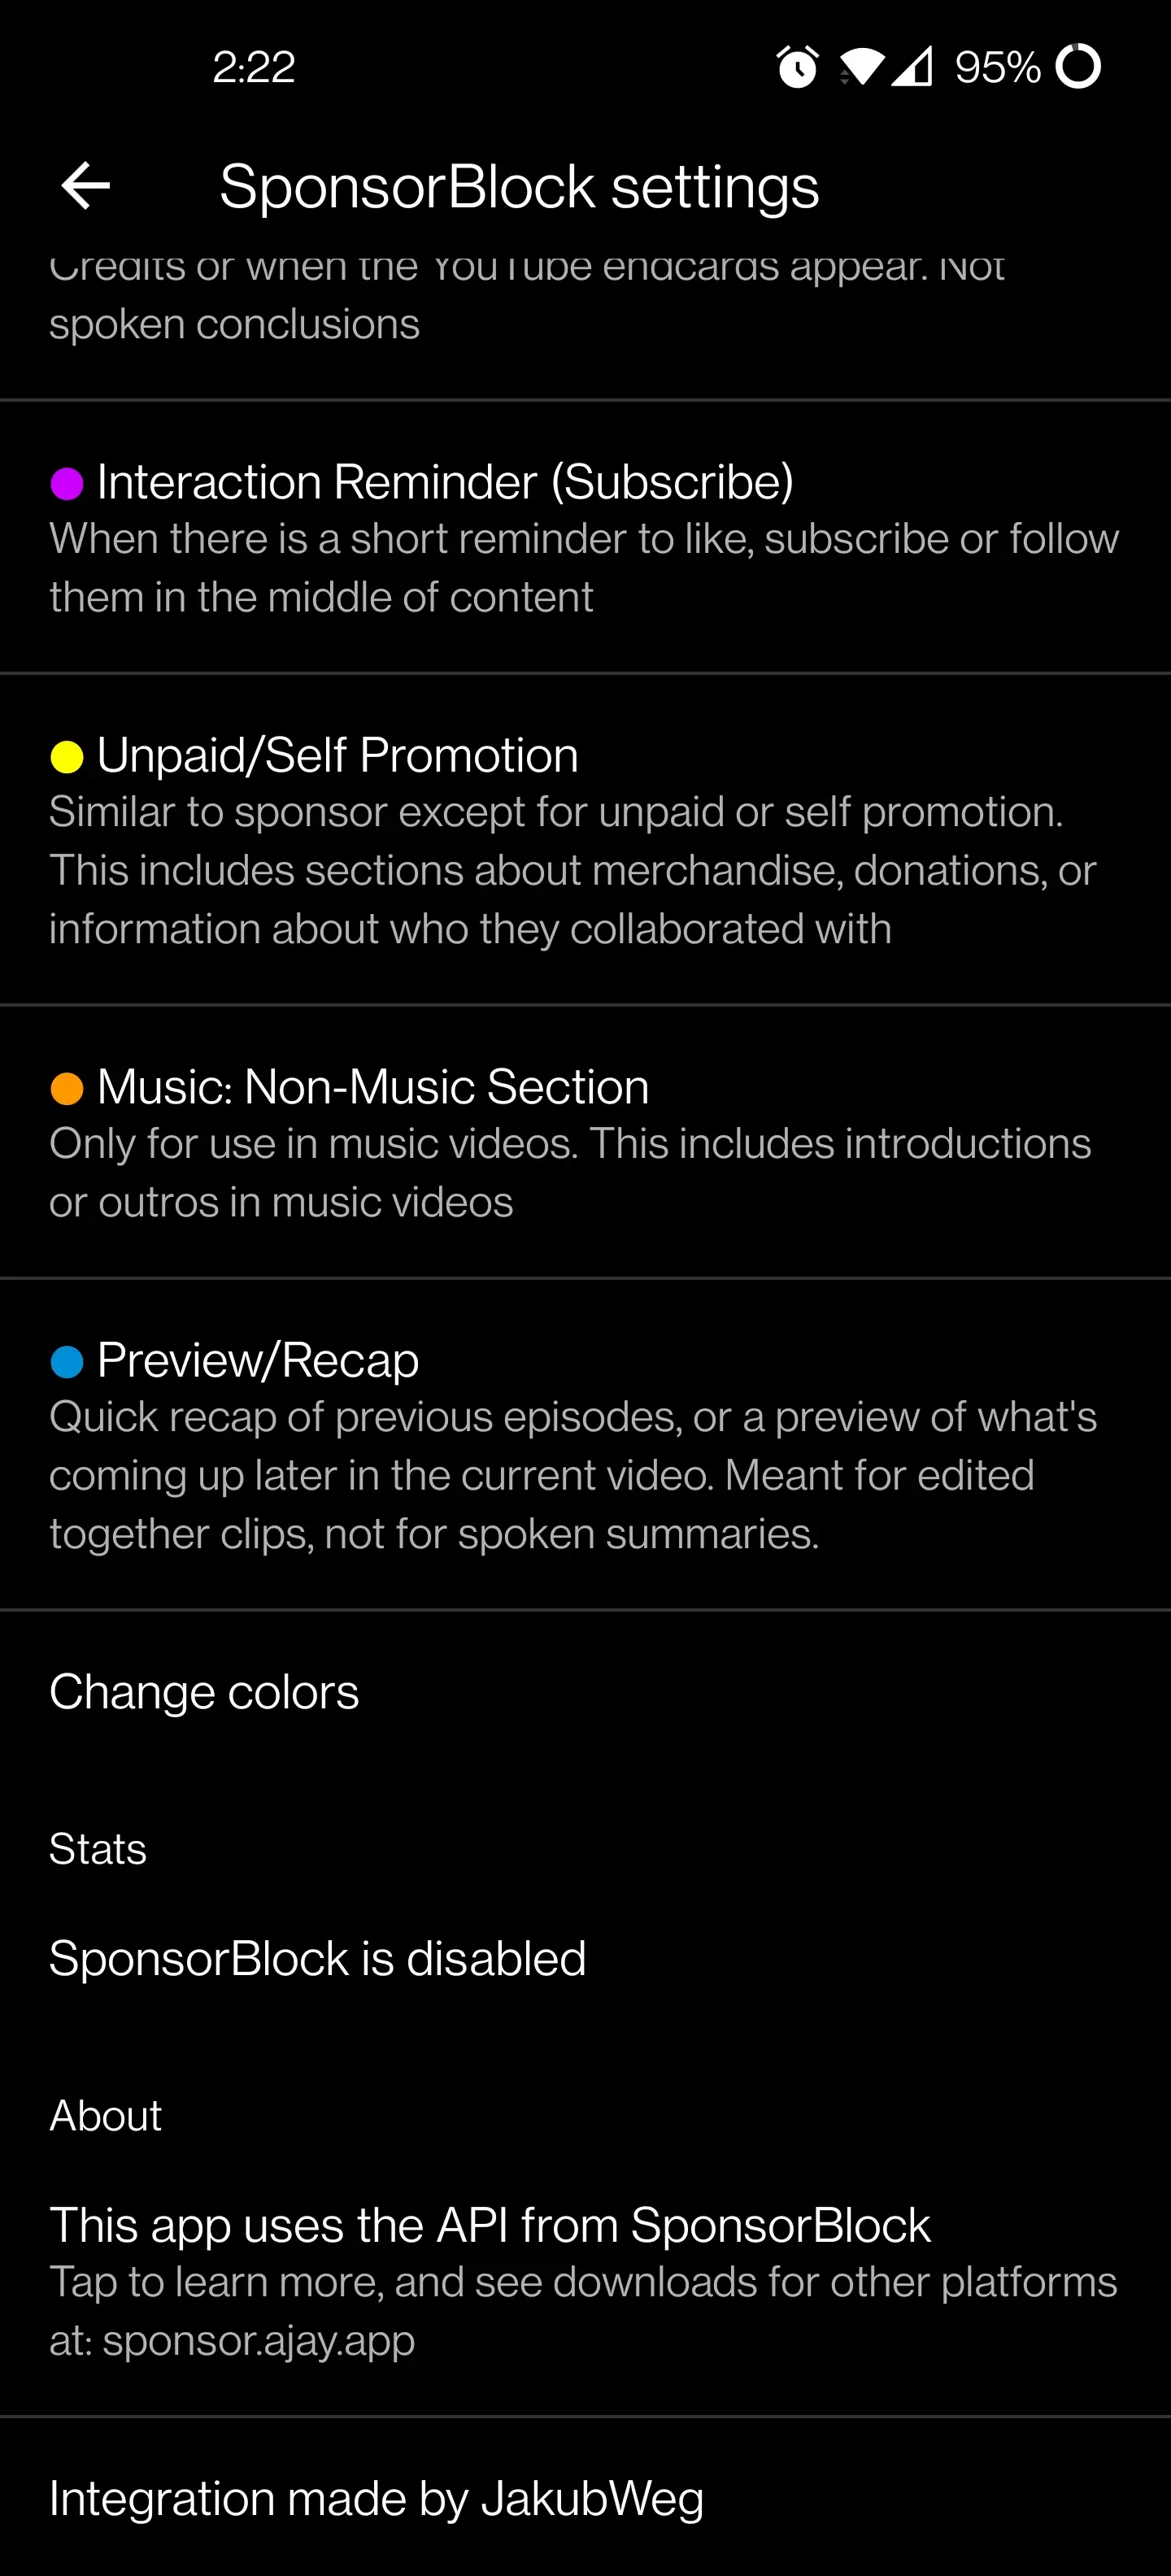 2:22
95%
SponsorBlock settings
Credits or when the YouTube endcards appear. Not
spoken conclusions
Interaction Reminder (Subscribe)
When there is a short reminder to like, subscribe or follow
them in the middle of content
Unpaid/Self Promotion
Similar to sponsor except for unpaid or self promotion.
This includes sections about merchandise, donations, or
information about who they collaborated with
Music: Non-Music Section
Only for use in music videos. This includes introductions
or outros in music videos
Preview/Recap
Quick recap of previous episodes, or a preview of what's
coming up later in the current video. Meant for edited
together clips, not for spoken summaries.
Change colors
Stats
SponsorBlock is disabled
About
This app uses the API from SponsorBlock
Tap to learn more, and see downloads for other platforms
at: sponsor.ajay.app
Integration made by JakubWeg